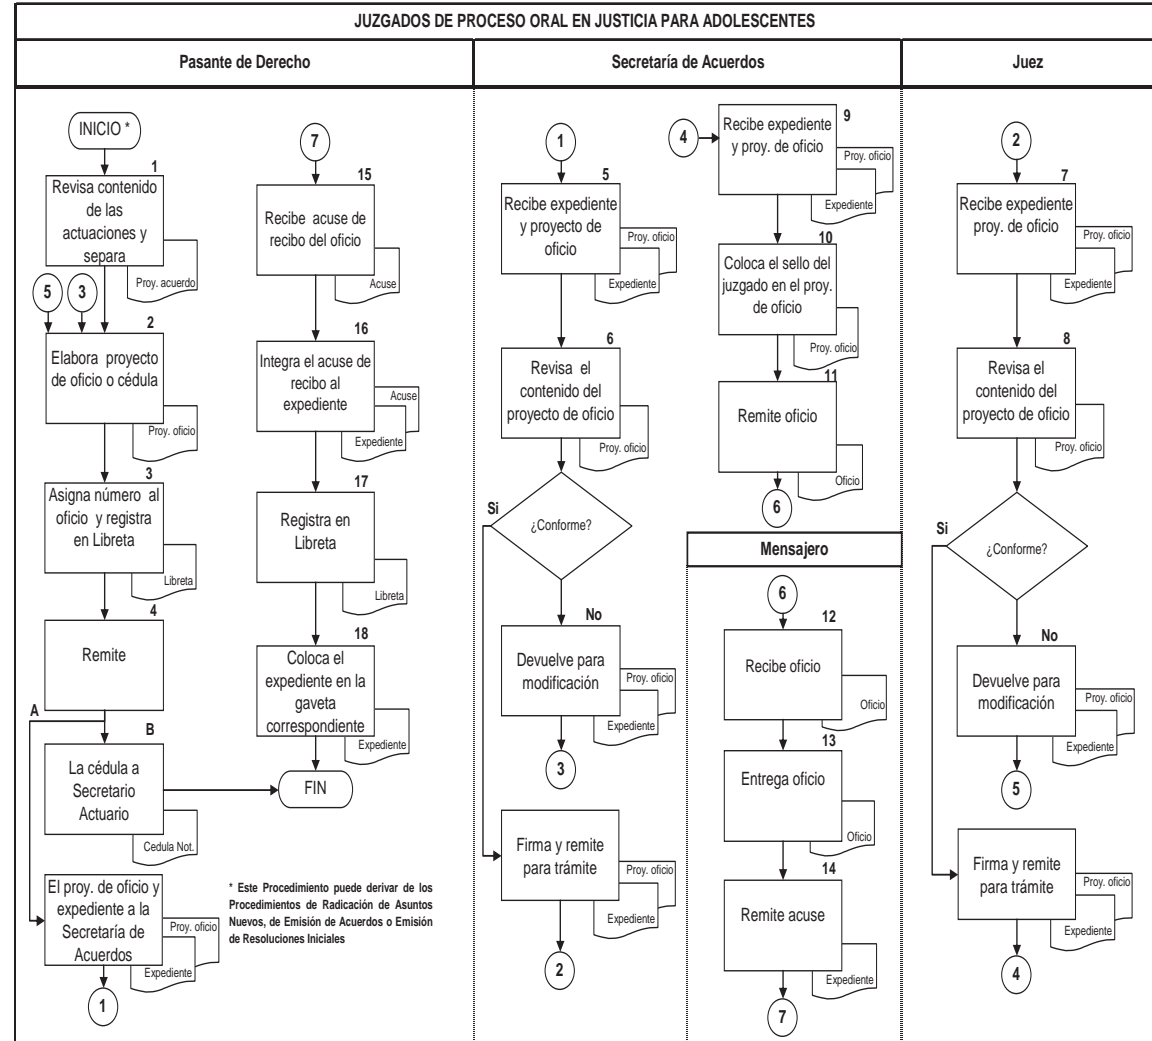 JUZGADOS DE PROCESO ORAL EN JUSTICIA PARA ADOLESCENTES
Pasante de Derecho
Secretaría de Acuerdos
Juez
INICIO *
1
Revisa contenido
de las
actuaciones y
separa
Proy. acuerdo
5
3
2
Elabora proyecto
de oficio o cédula
Proy. oficio
3
Asigna número al
oficio y registra
en Libreta
Libreta
4
Remite
A
B
La cédula a
Secretario
Actuario
Cedula Not.
El proy. de oficio y
expediente a la
Secretaría de
Acuerdos
Proy. oficio
Expediente
1
7
15
Recibe acuse de
recibo del oficio
Acuse
16
Integra el acuse de
recibo al
expediente
Acuse
Expediente
17
Registra en
Libreta
Libreta
18
Coloca el
expediente en la
gaveta
correspondiente
Expediente
FIN
* Este Procedimiento puede derivar de los
Procedimientos de Radicación de Asuntos
Nuevos, de Emisión de Acuerdos o Emisión
de Resoluciones Iniciales
1
5
Recibe expediente
y proyecto de
oficio
Proy. oficio
Expediente
6
Revisa el
contenido del
proyecto de oficio
Proy. oficio
Si
¿Conforme?
No
Devuelve para
modificación
Proy. oficio
Expediente
3
Firma y remite
para trámite
Proy. oficio
Expediente
2
4
9
Recibe expediente
y proy. de oficio
Proy. oficio
Expediente
10
Coloca el sello del
juzgado en el proy.
de oficio
Proy. oficio
11
Remite oficio
Oficio
6
Mensajero
6
12
Recibe oficio
Oficio
13
Entrega oficio
Oficio
14
Remite acuse
Expediente
7
2
7
Recibe expediente
proy. de oficio
Proy. oficio
Expediente
8
Revisa el
contenido del
proyecto de oficio
Proy. oficio
Si
¿Conforme?
No
Devuelve para
modificación
Proy. oficio
Expediente
5
Firma y remite
para trámite
Proy. oficio
Expediente
4